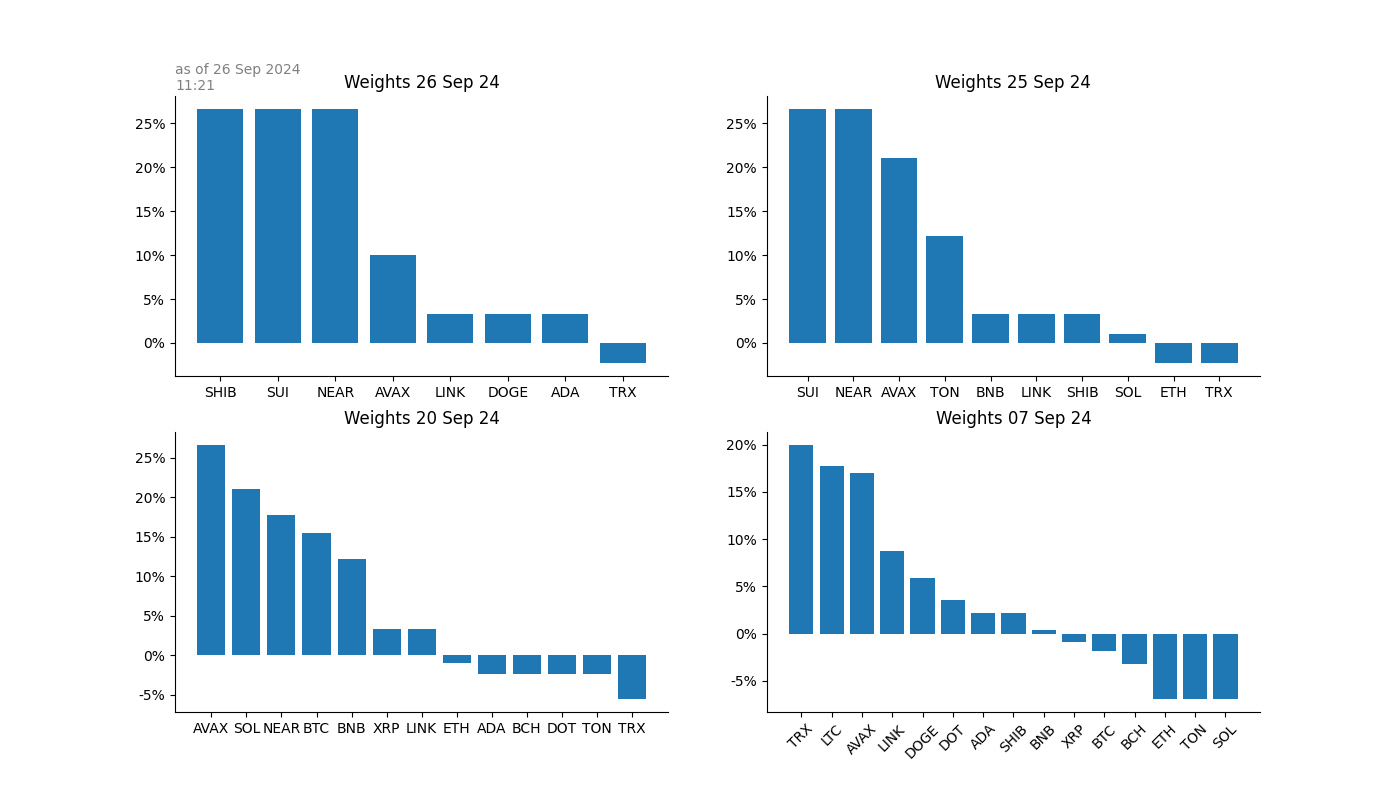 as of 26 Sep 2024
11:21
Weights 26 Sep 24
25%
20%
15%
10%
5%
0%
SHIB SUI NEAR AVAX LINK DOGE ADA TRX
Weights 25 Sep 24
25%
20%
15%
10%
5%
0%
SUI NEAR AVAX TON BNB LINK SHIB SOL ETH TRX
Weights 20 Sep 24
25%
20%
15%
10%
5%
0%
-5%
AVAX SOL NEAR BTC BNB XRP LINK ETH ADA BCH DOT TON TRX
Weights 07 Sep 24
20%
15%
10%
5%
0%
-5%
TRX LTC AVAX LINK DOGE DOT ADA SHIB BNB XRP BTC BCH ETH TON SOL